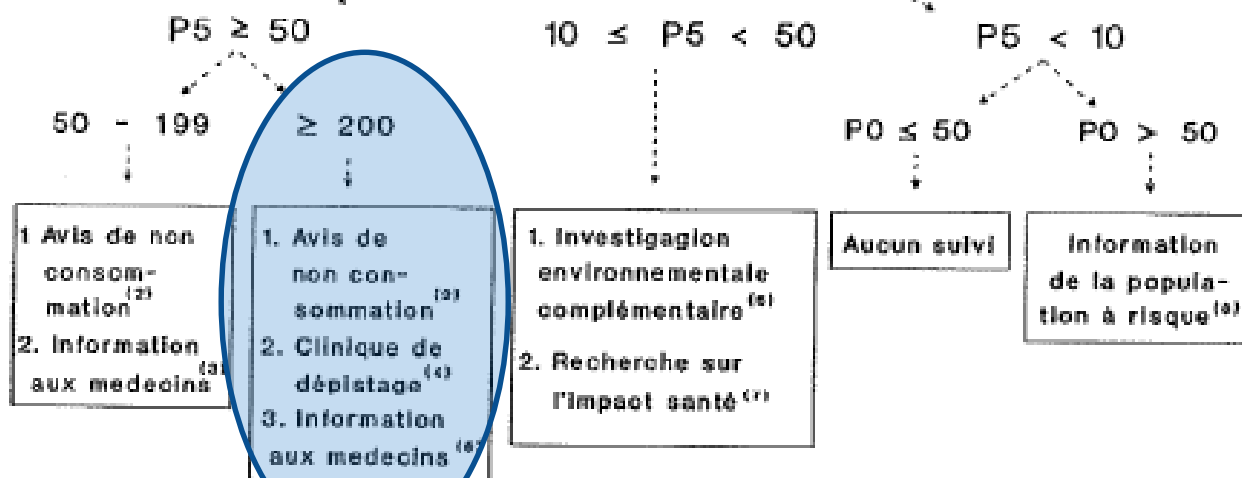 P5 ≥ 50
10 ≤ P5 < 50
P5 < 10
50 - 199
≥ 200
P0 ≤ 50
P0 > 50
1 Avis de non
consom-
mation(2)
2. Information
aux medecins(3)
1. Avis de
non con-
sommation(2)
2. Clinique de
dépistage(4)
3. Information
aux medecins
1. Investigagion
environnementale
complémentaire(6)
2. Recherche sur
l'impact santé(7)
Aucun suivi
Information
de la popula-
tion à risque